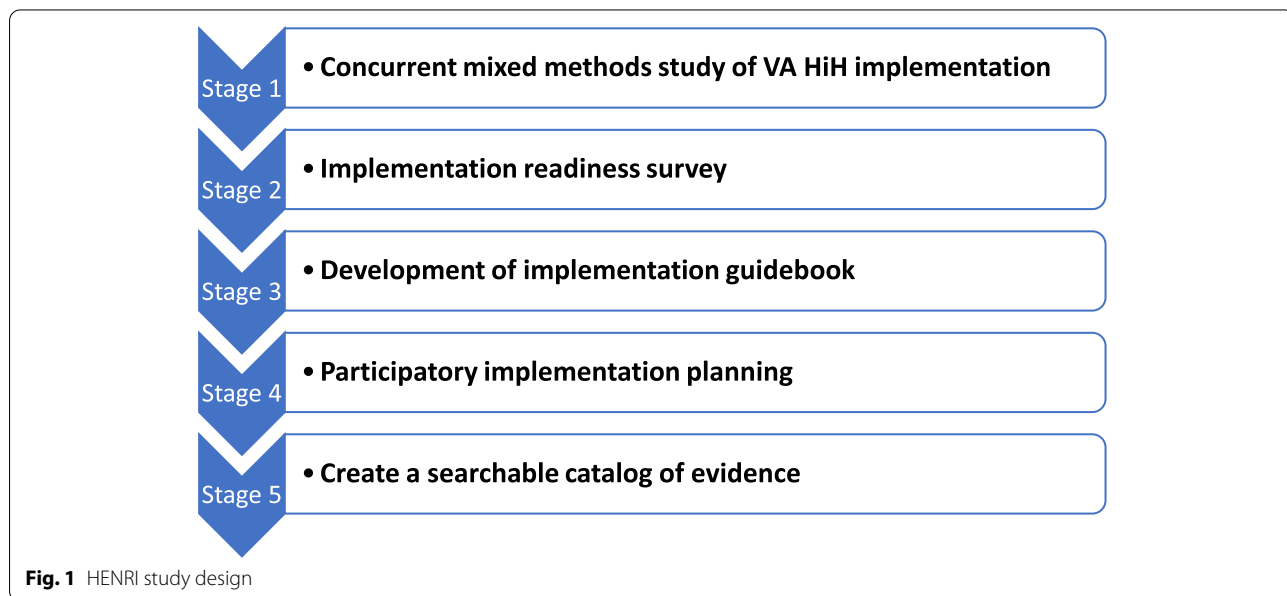 Stage 1
• Concurrent mixed methods study of VA HiH implementation
Stage 2
• Implementation readiness survey
Stage 3
• Development of implementation guidebook
Stage 4
• Participatory implementation planning
Stage 5
• Create a searchable catalog of evidence
Fig. 1 HENRI study design